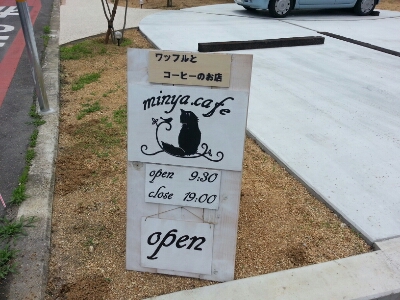 ワッフルと
コーヒーのお店
minya.cafe
open 9:30
close 19:00
open